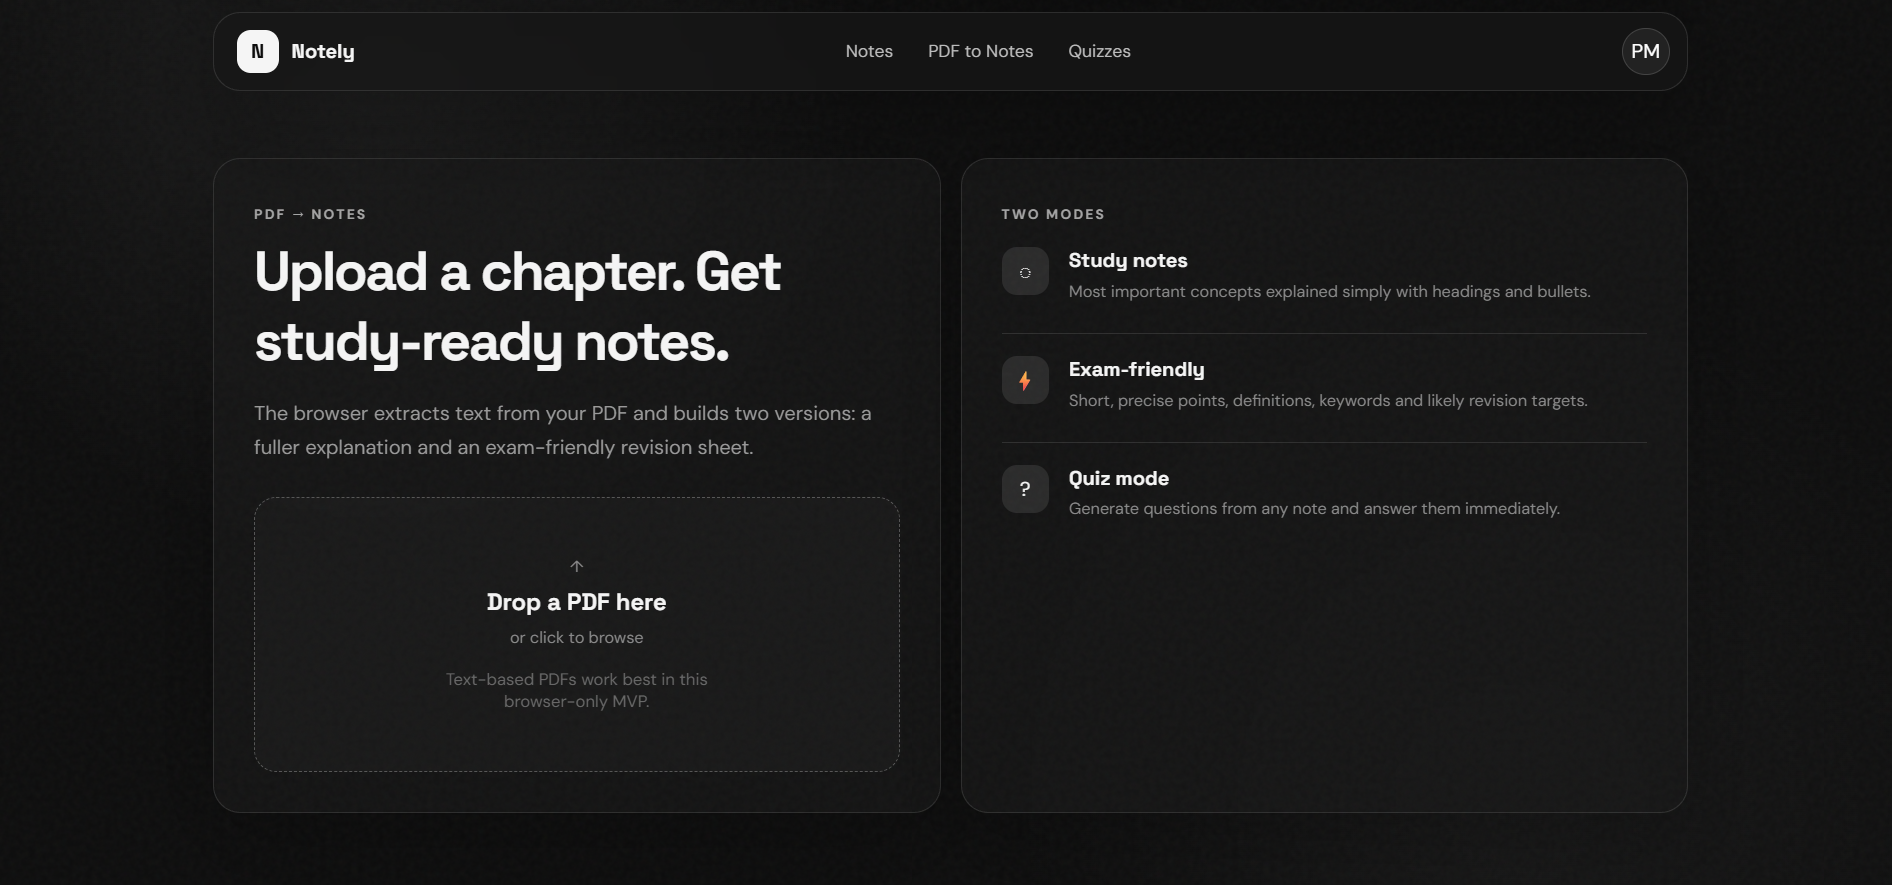 N Notely
Notes PDF to Notes Quizzes
PM
PDF → NOTES
Upload a chapter. Get
study-ready notes.
The browser extracts text from your PDF and builds two versions: a
fuller explanation and an exam-friendly revision sheet.
↑
Drop a PDF here
or click to browse
Text-based PDFs work best in this
browser-only MVP.
TWO MODES
Study notes
Most important concepts explained simply with headings and bullets.
Exam-friendly
Short, precise points, definitions, keywords and likely revision targets.
?
Quiz mode
Generate questions from any note and answer them immediately.